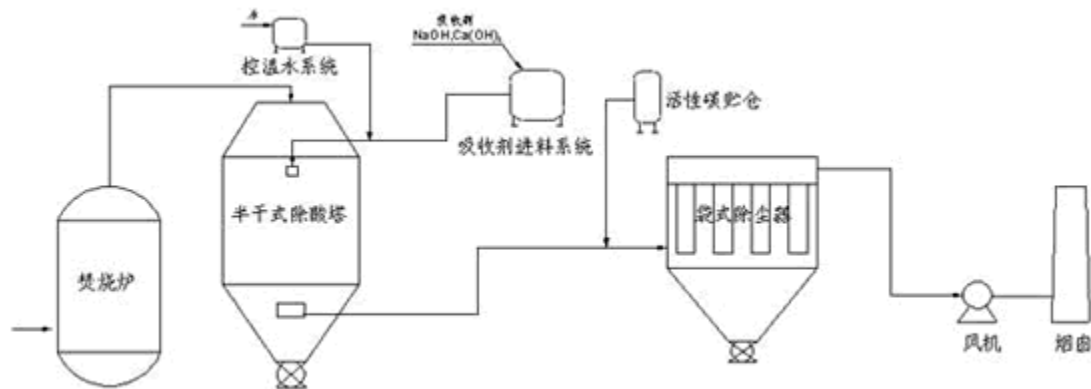 水
控温水系统
吸收剂
NaOH,Ca(OH)
吸收剂进料系统
活性碳贮仓
半干式除酸塔
袋式除尘器
焚烧炉
风机
烟囱